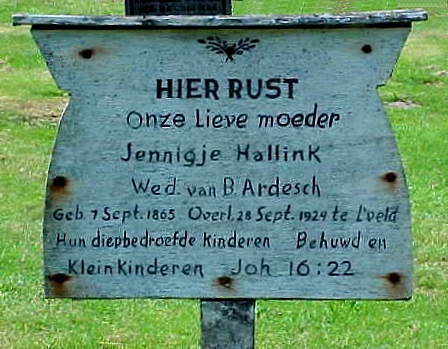 HIER RUST
Onze Lieve moeder
Jennigje Hallink
Wed. van B. Ardesch
Geb. 7 Sept. 1865 Overl. 28 Sept. 1924 te L'veld
Hun diepbedroefde kinderen Behuwd en
Kleinkinderen Joh 16:22